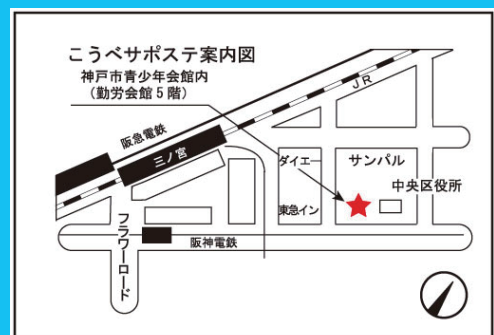 こうべサポステ案内図
神戸市青少年会館内
（勤労会館5階）
阪急電鉄
三ノ宮
JR
ダイエー
サンパル
中央区役所
東急イン
阪神電鉄
フラワーロード